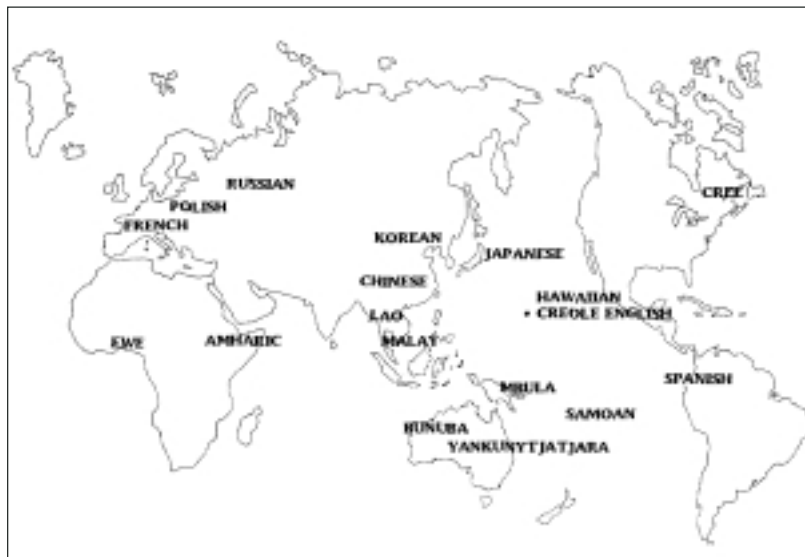 RUSSIAN
CREE
POLISH
FRENCH
KOREAN
JAPANESE
CHINESE
HAWAIIAN
CREOLE ENGLISH
LAO
EWE
AMHARIC
MALAY
SPANISH
MBULA
SAMOAN
BUNUBA
YANKUNYTJATJARA